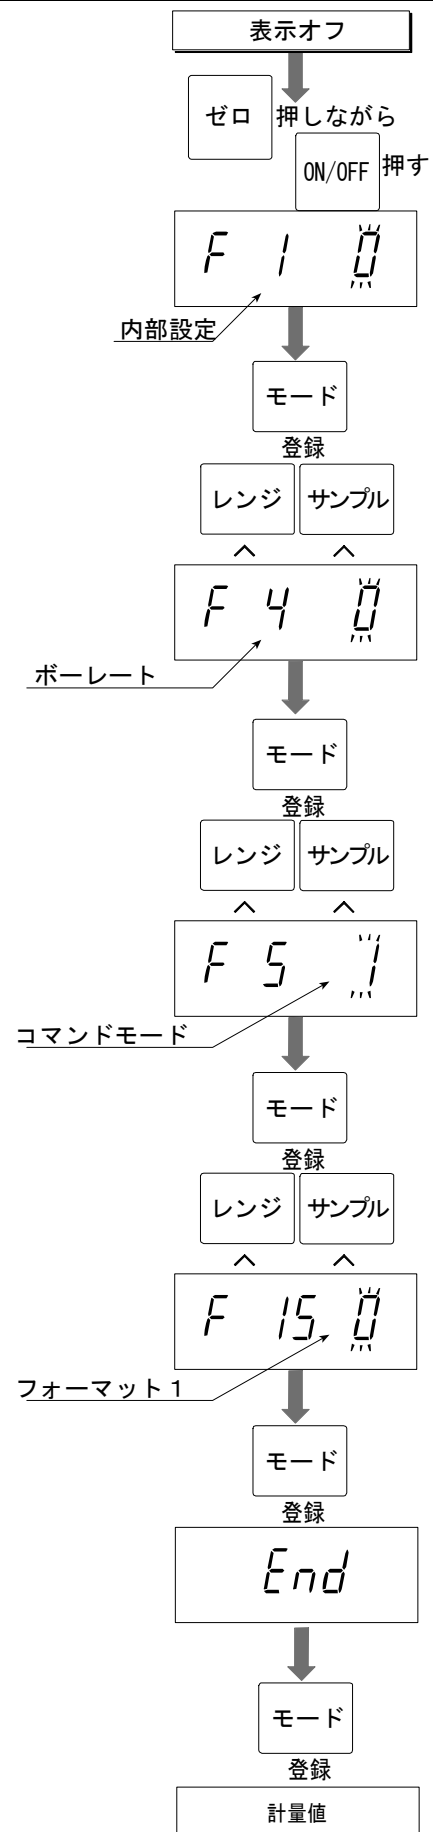 表示オフ
ゼロ 押しながら
ON/OFF 押す
F 1 0
内部設定
モード
登録
レンジ サンプル
F 4 0
ボーレート
モード
登録
レンジ サンプル
F 5 1
コマンドモード
モード
登録
レンジ サンプル
F 15 0
フォーマット1
モード
登録
End
モード
登録
計量値